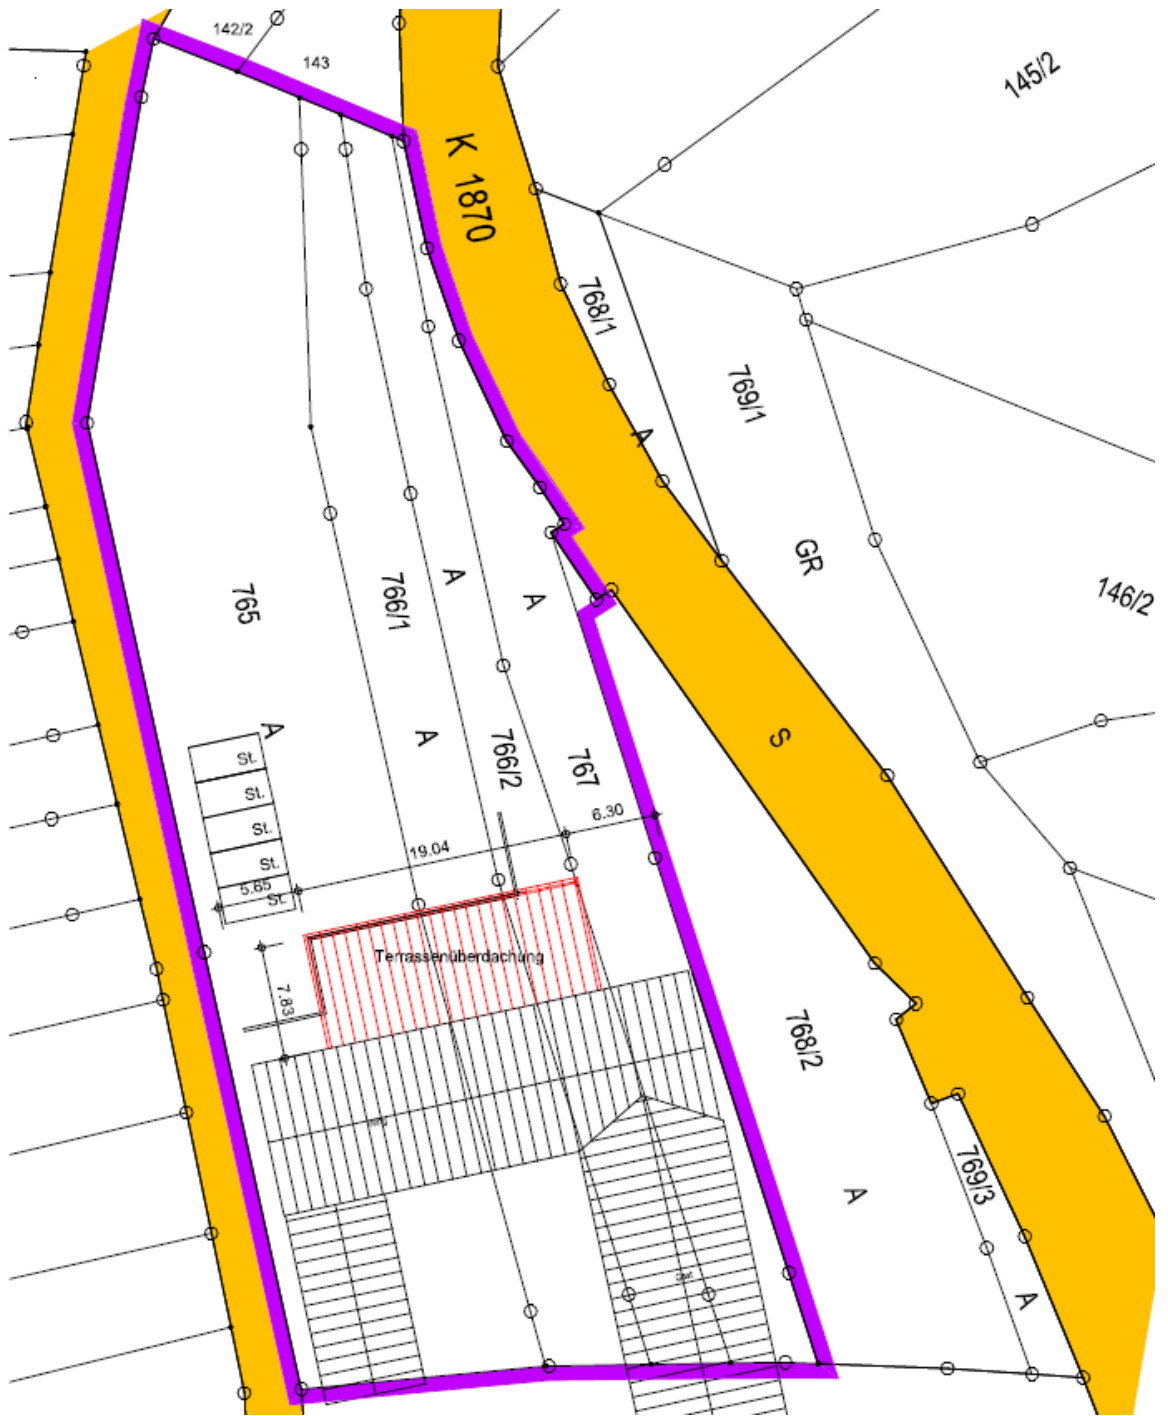 142/2
143
145/2
K 1870
768/1
769/1
A
GR
146/2
A
A
765
766/1
A
A
766/2
767
S
St.
St.
St.
St.
St.
5.65
19.04
6.30
Terrassenüberdachung
7.83
768/2
A
769/3
A